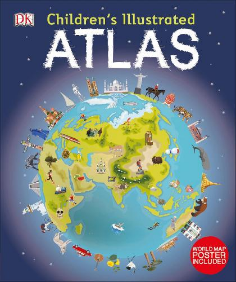 DK
Children's Illustrated
ATLAS
WORLD MAP
POSTER
INCLUDED